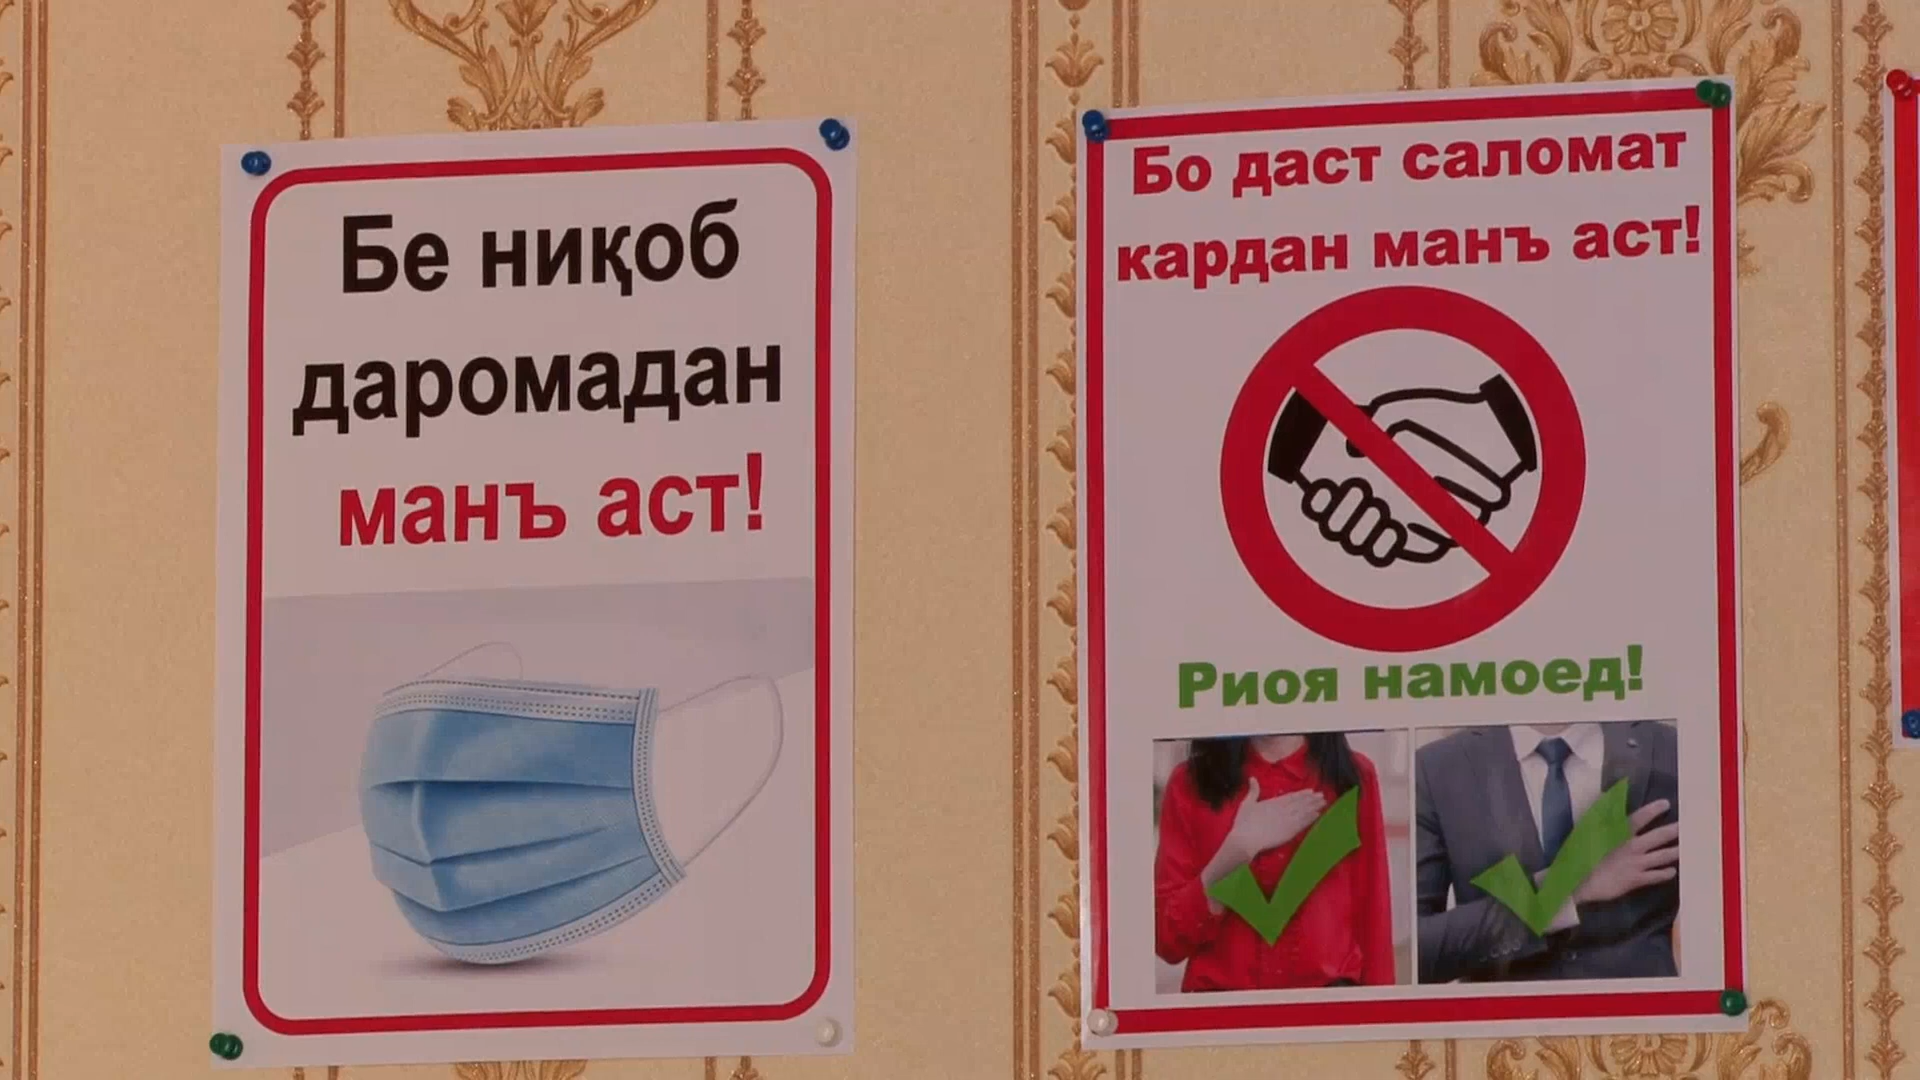 Бе ниқоб
даромадан
манъ аст!
Бо даст саломат
кардан манъ аст!
Риоя намоед!